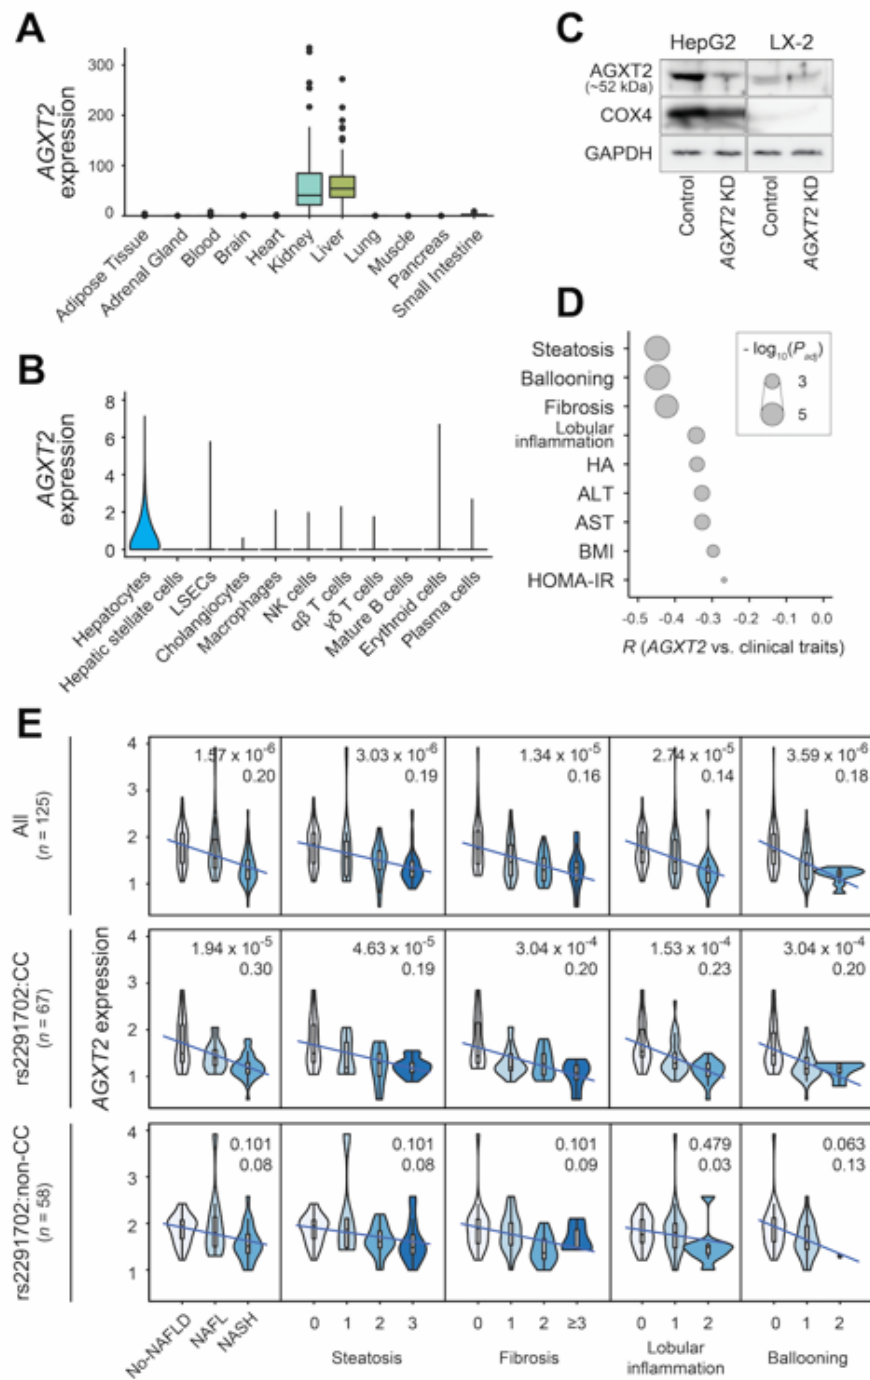 A
AGXT2
expression
300
200
100
0
Adipose Tissue
Adrenal Gland
Blood
Brain
Heart
Kidney
Liver
Lung
Muscle
Pancreas
Small Intestine
B
AGXT2
expression
8
6
4
2
0
Hepatocytes
Hepatic stellate cells
LSECs
Cholangiocytes
Macrophages
NK cells
αβ T cells
γδ T cells
Mature B cells
Erythroid cells
Plasma cells
C
HepG2 LX-2
AGXT2
(~52 kDa)
COX4
GAPDH
Control
AGXT2 KD
Control
AGXT2 KD
D
Steatosis
Ballooning
Fibrosis
Lobular
inflammation
HA
ALT
AST
BMI
HOMA-IR
- log10(Padj)
3
5
-0.5 -0.4 -0.3 -0.2 -0.1 0.0
R (AGXT2 vs. clinical traits)
E
AGXT2 expression
All
(n = 125)
4
3
2
1
1.57 x 10-6
0.20
3.03 x 10-6
0.19
1.34 x 10-5
0.16
2.74 x 10-5
0.14
3.59 x 10-6
0.18
rs2291702:CC
(n = 67)
4
3
2
1
1.94 x 10-5
0.30
4.63 x 10-5
0.19
3.04 x 10-4
0.20
1.53 x 10-4
0.23
3.04 x 10-4
0.20
rs2291702:non-CC
(n = 58)
4
3
2
1
0.101
0.08
0.101
0.08
0.101
0.09
0.479
0.03
0.063
0.13
No-NAFLD
NAFL
NASH
0 1 2 3
Steatosis
0 1 2 ≥3
Fibrosis
0 1 2
Lobular
inflammation
0 1 2
Ballooning